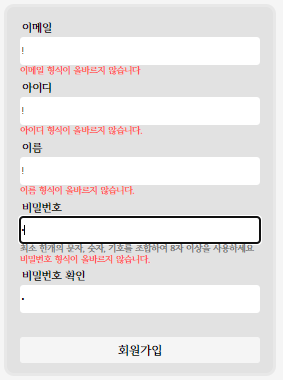 이메일
!
이메일 형식이 올바르지 않습니다
아이디
!
아이디 형식이 올바르지 않습니다.
이름
!
이름 형식이 올바르지 않습니다.
비밀번호
최소 한개의 문자, 숫자, 기호를 조합하여 8자 이상을 사용하세요
비밀번호 형식이 올바르지 않습니다.
비밀번호 확인
회원가입